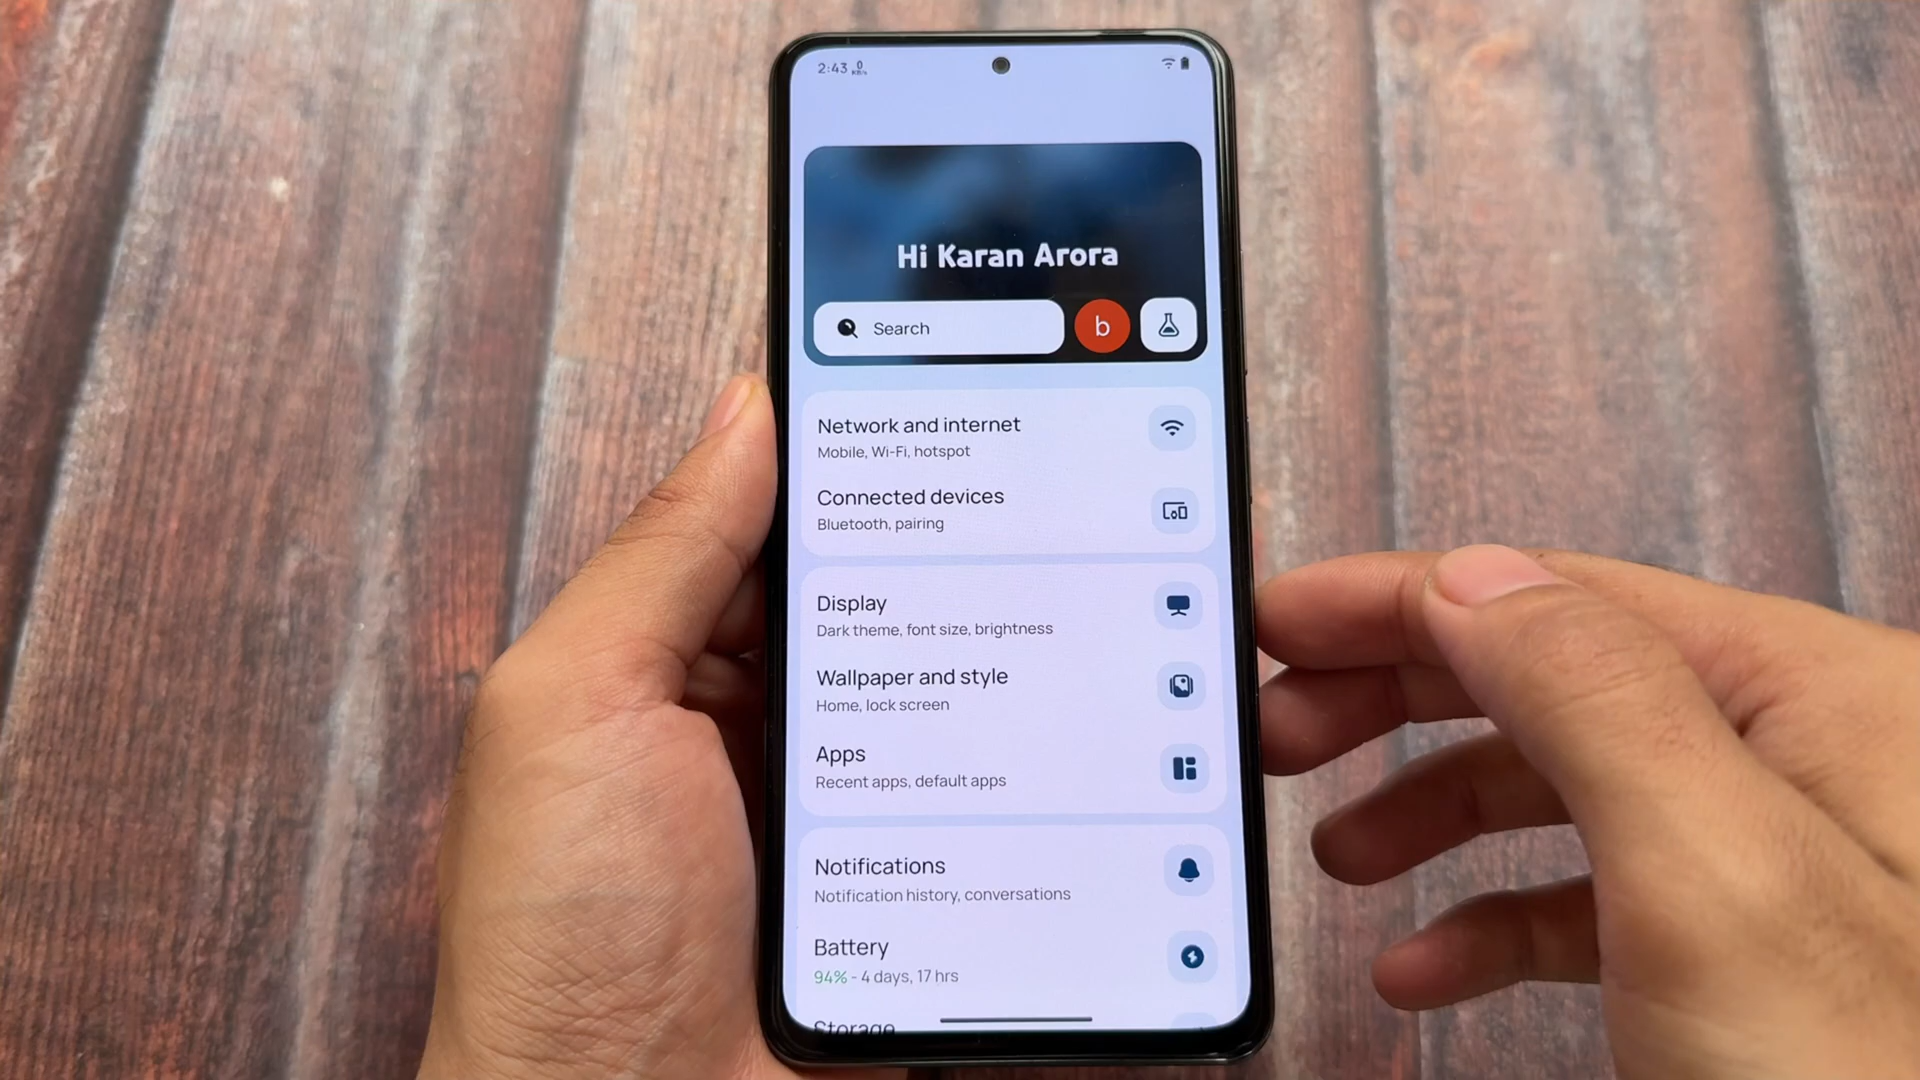 2:43 0 KB/s
Hi Karan Arora
Search
b
Network and internet
Mobile, Wi-Fi, hotspot
Connected devices
Bluetooth, pairing
Display
Dark theme, font size, brightness
Wallpaper and style
Home, lock screen
Apps
Recent apps, default apps
Notifications
Notification history, conversations
Battery
94% - 4 days, 17 hrs
Storage